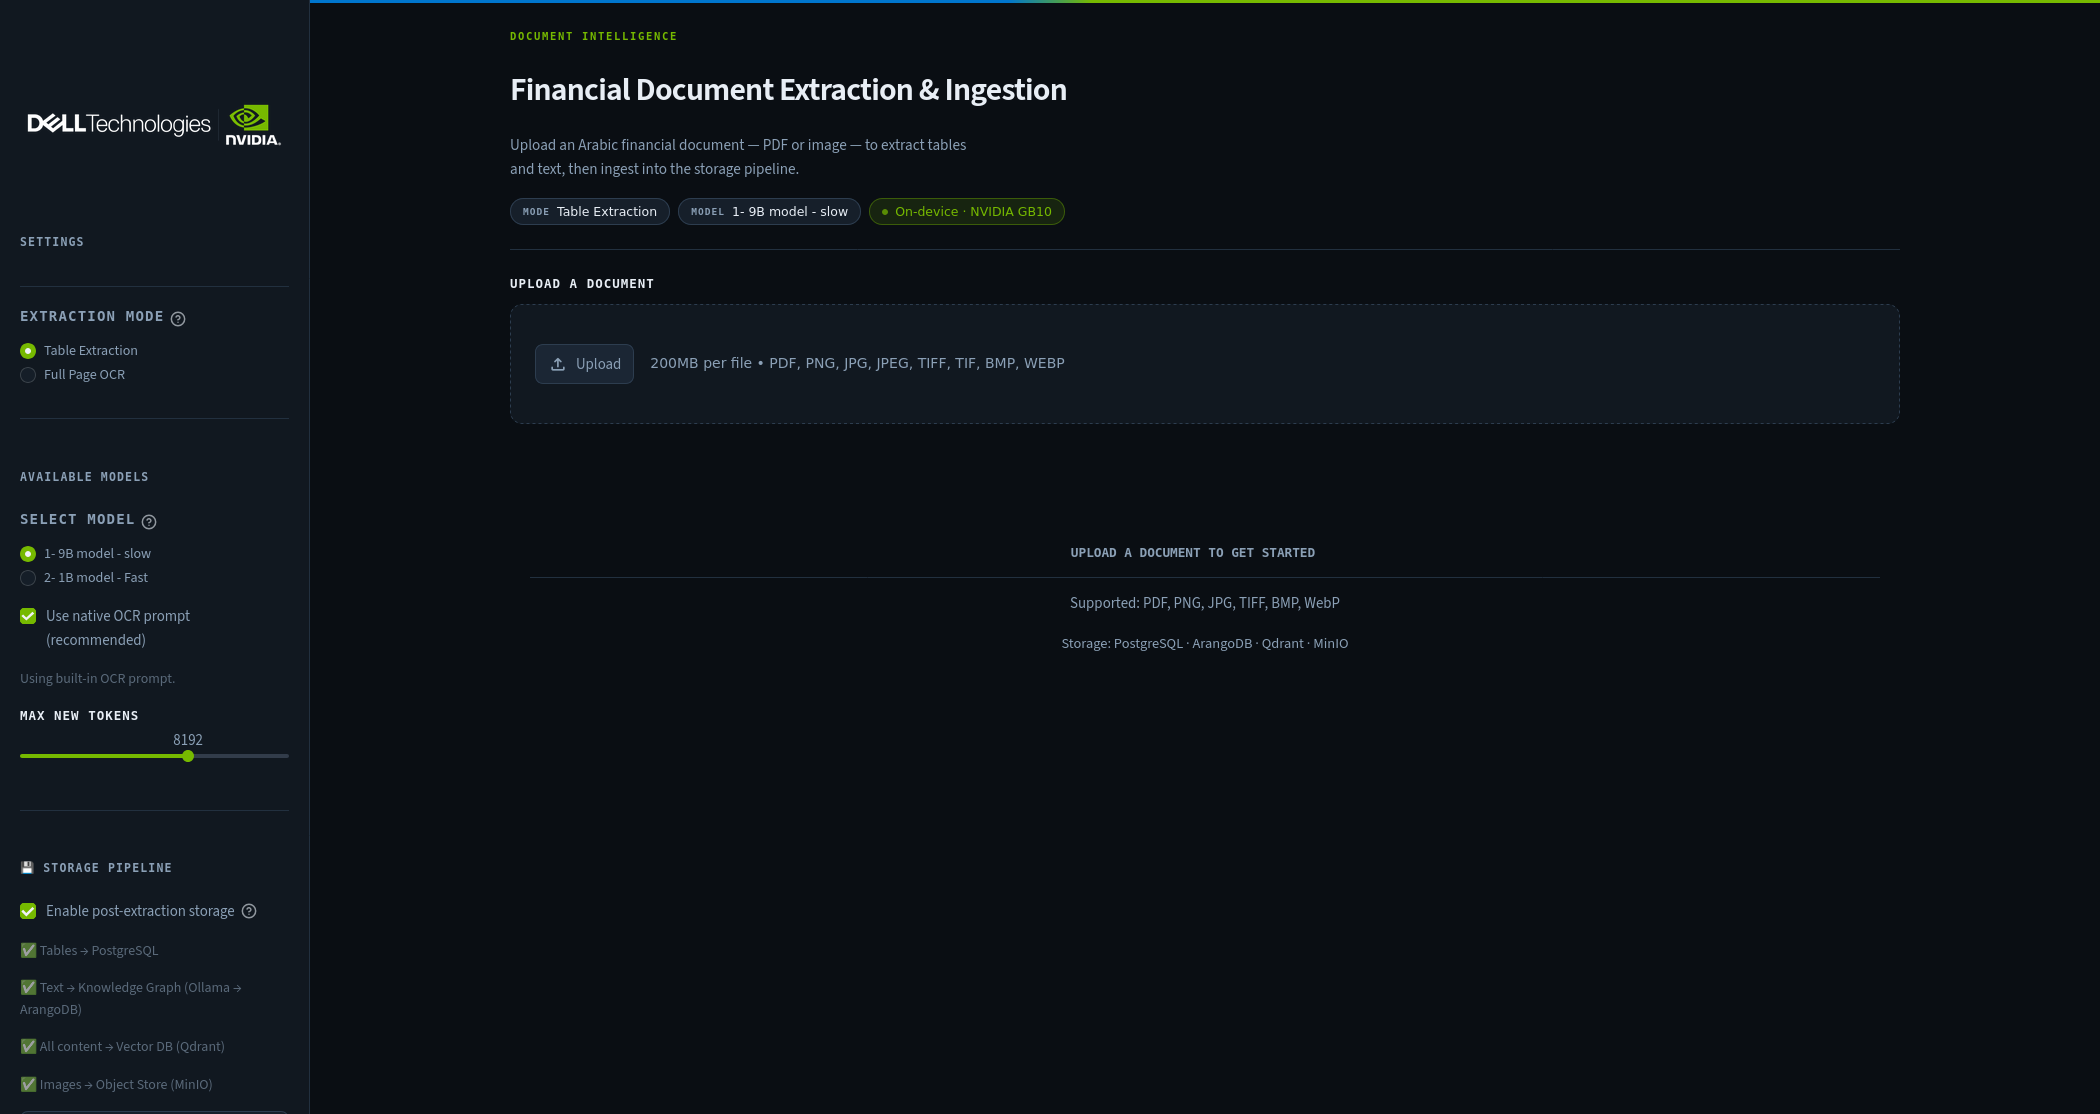 DELLTechnologies
NVIDIA.
SETTINGS
EXTRACTION MODE ?
Table Extraction
Full Page OCR
AVAILABLE MODELS
SELECT MODEL ?
1- 9B model - slow
2- 1B model - Fast
Use native OCR prompt
(recommended)
Using built-in OCR prompt.
MAX NEW TOKENS
8192
💾 STORAGE PIPELINE
Enable post-extraction storage ?
✅ Tables → PostgreSQL
✅ Text → Knowledge Graph (Ollama →
ArangoDB)
✅ All content → Vector DB (Qdrant)
✅ Images → Object Store (MinIO)
DOCUMENT INTELLIGENCE
Financial Document Extraction & Ingestion
Upload an Arabic financial document — PDF or image — to extract tables
and text, then ingest into the storage pipeline.
MODE Table Extraction MODEL 1- 9B model - slow ● On-device · NVIDIA GB10
UPLOAD A DOCUMENT
Upload 200MB per file • PDF, PNG, JPG, JPEG, TIFF, TIF, BMP, WEBP
UPLOAD A DOCUMENT TO GET STARTED
Supported: PDF, PNG, JPG, TIFF, BMP, WebP
Storage: PostgreSQL · ArangoDB · Qdrant · MinIO